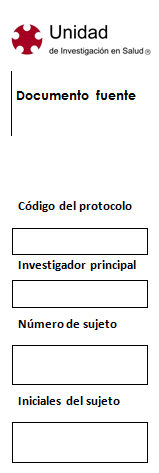 Unidad
de Investigación en Salud®
Documento fuente
Código del protocolo
Investigador principal
Número de sujeto
Iniciales del sujeto